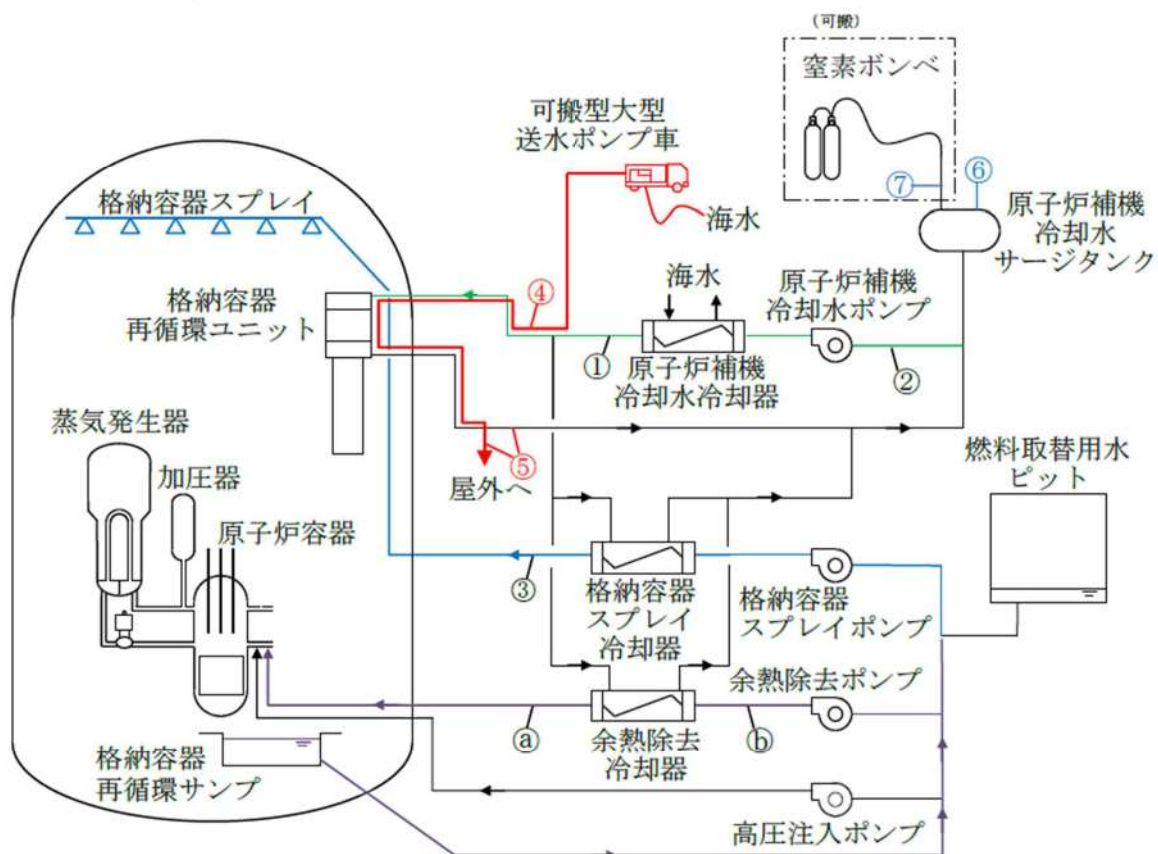 (可搬)
窒素ボンベ
可搬型大型
送水ポンプ車
⑦
⑥
格納容器スプレイ
海水
原子炉補機
冷却水
サージタンク
海水
原子炉補機
冷却水ポンプ
格納容器
再循環ユニット
④
①
原子炉補機
冷却水冷却器
②
蒸気発生器
⑤
屋外へ
燃料取替用水
ピット
加圧器
原子炉容器
③
格納容器
スプレイ
冷却器
格納容器
スプレイポンプ
余熱除去ポンプ
ⓐ
ⓑ
余熱除去
冷却器
格納容器
再循環サンプ
高圧注入ポンプ